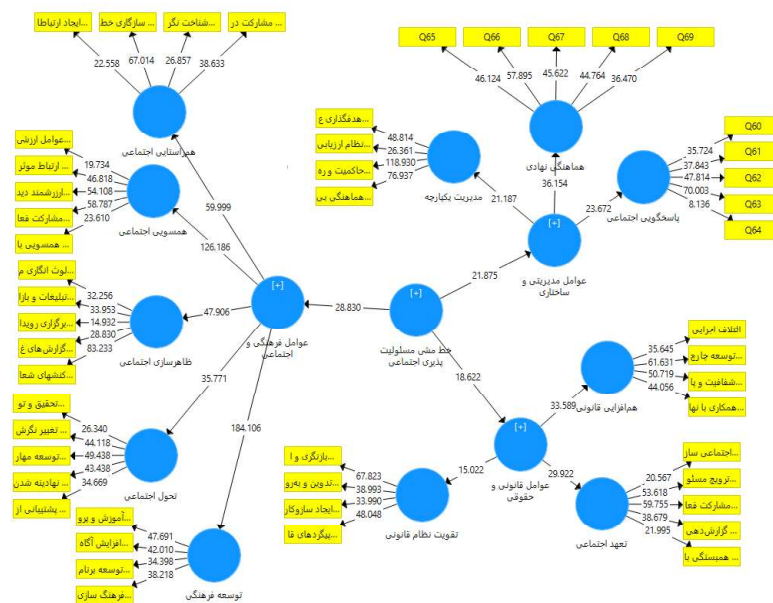 ایجاد ارتباطا...
سازگاری خط...
شناخت نگر...
مشارکت در...
22.558
67.014
26.857
38.633
هم‌راستایی اجتماعی
Q65
Q66
Q67
Q68
Q69
46.124
57.895
45.622
44.764
36.470
هماهنگی نهادی
هدفگذاری ع...
نظام ارزیابی...
حاکمیت و ره...
هماهنگی بی...
48.814
26.361
118.930
76.937
مدیریت یکپارچه
Q60
Q61
Q62
Q63
Q64
35.724
37.843
47.814
70.003
8.136
پاسخگویی اجتماعی
عوامل ارزشی...
ارتباط موثر...
ارزشمند دید...
مشارکت فعا...
همسویی با...
19.734
46.818
54.108
58.787
23.610
همسویی اجتماعی
59.999
126.186
21.187
36.154
23.672
[+]
عوامل مدیریتی و
ساختاری
لوث انگاری م...
تبلیغات و بازا...
برگزاری رویدا...
گزارش‌های غ...
کنشهای شعا...
32.256
33.953
14.932
28.830
83.233
ظاهرسازی اجتماعی
47.906
[+]
عوامل فرهنگی و
اجتماعی
28.830
21.875
[+]
خط مشی مسئولیت
پذیری اجتماعی
18.622
35.771
184.106
ائتلاف اجرایی
توسعه چارچ...
شفافیت و پا...
همکاری با نها...
35.645
61.631
50.719
44.056
هم‌افزایی قانونی
33.589
تحقیق و تو...
تغییر نگرش...
توسعه مهار...
نهادینه شدن...
پشتیبانی از...
26.340
44.118
49.438
43.438
34.669
تحول اجتماعی
[+]
عوامل قانونی و
حقوقی
15.022
29.922
بازنگری و ا...
تدوین و به‌رو...
ایجاد سازوکار...
پیگردهای قا...
67.823
38.993
33.990
48.048
تقویت نظام قانونی
اجتماعی ساز...
ترویج مسئو...
مشارکت فعا...
گزارش‌دهی...
همبستگی با...
20.567
53.618
59.755
38.679
21.995
تعهد اجتماعی
آموزش و پرو...
افزایش آگاه...
توسعه برنام...
فرهنگ سازی...
47.691
42.010
34.398
38.218
توسعه فرهنگی